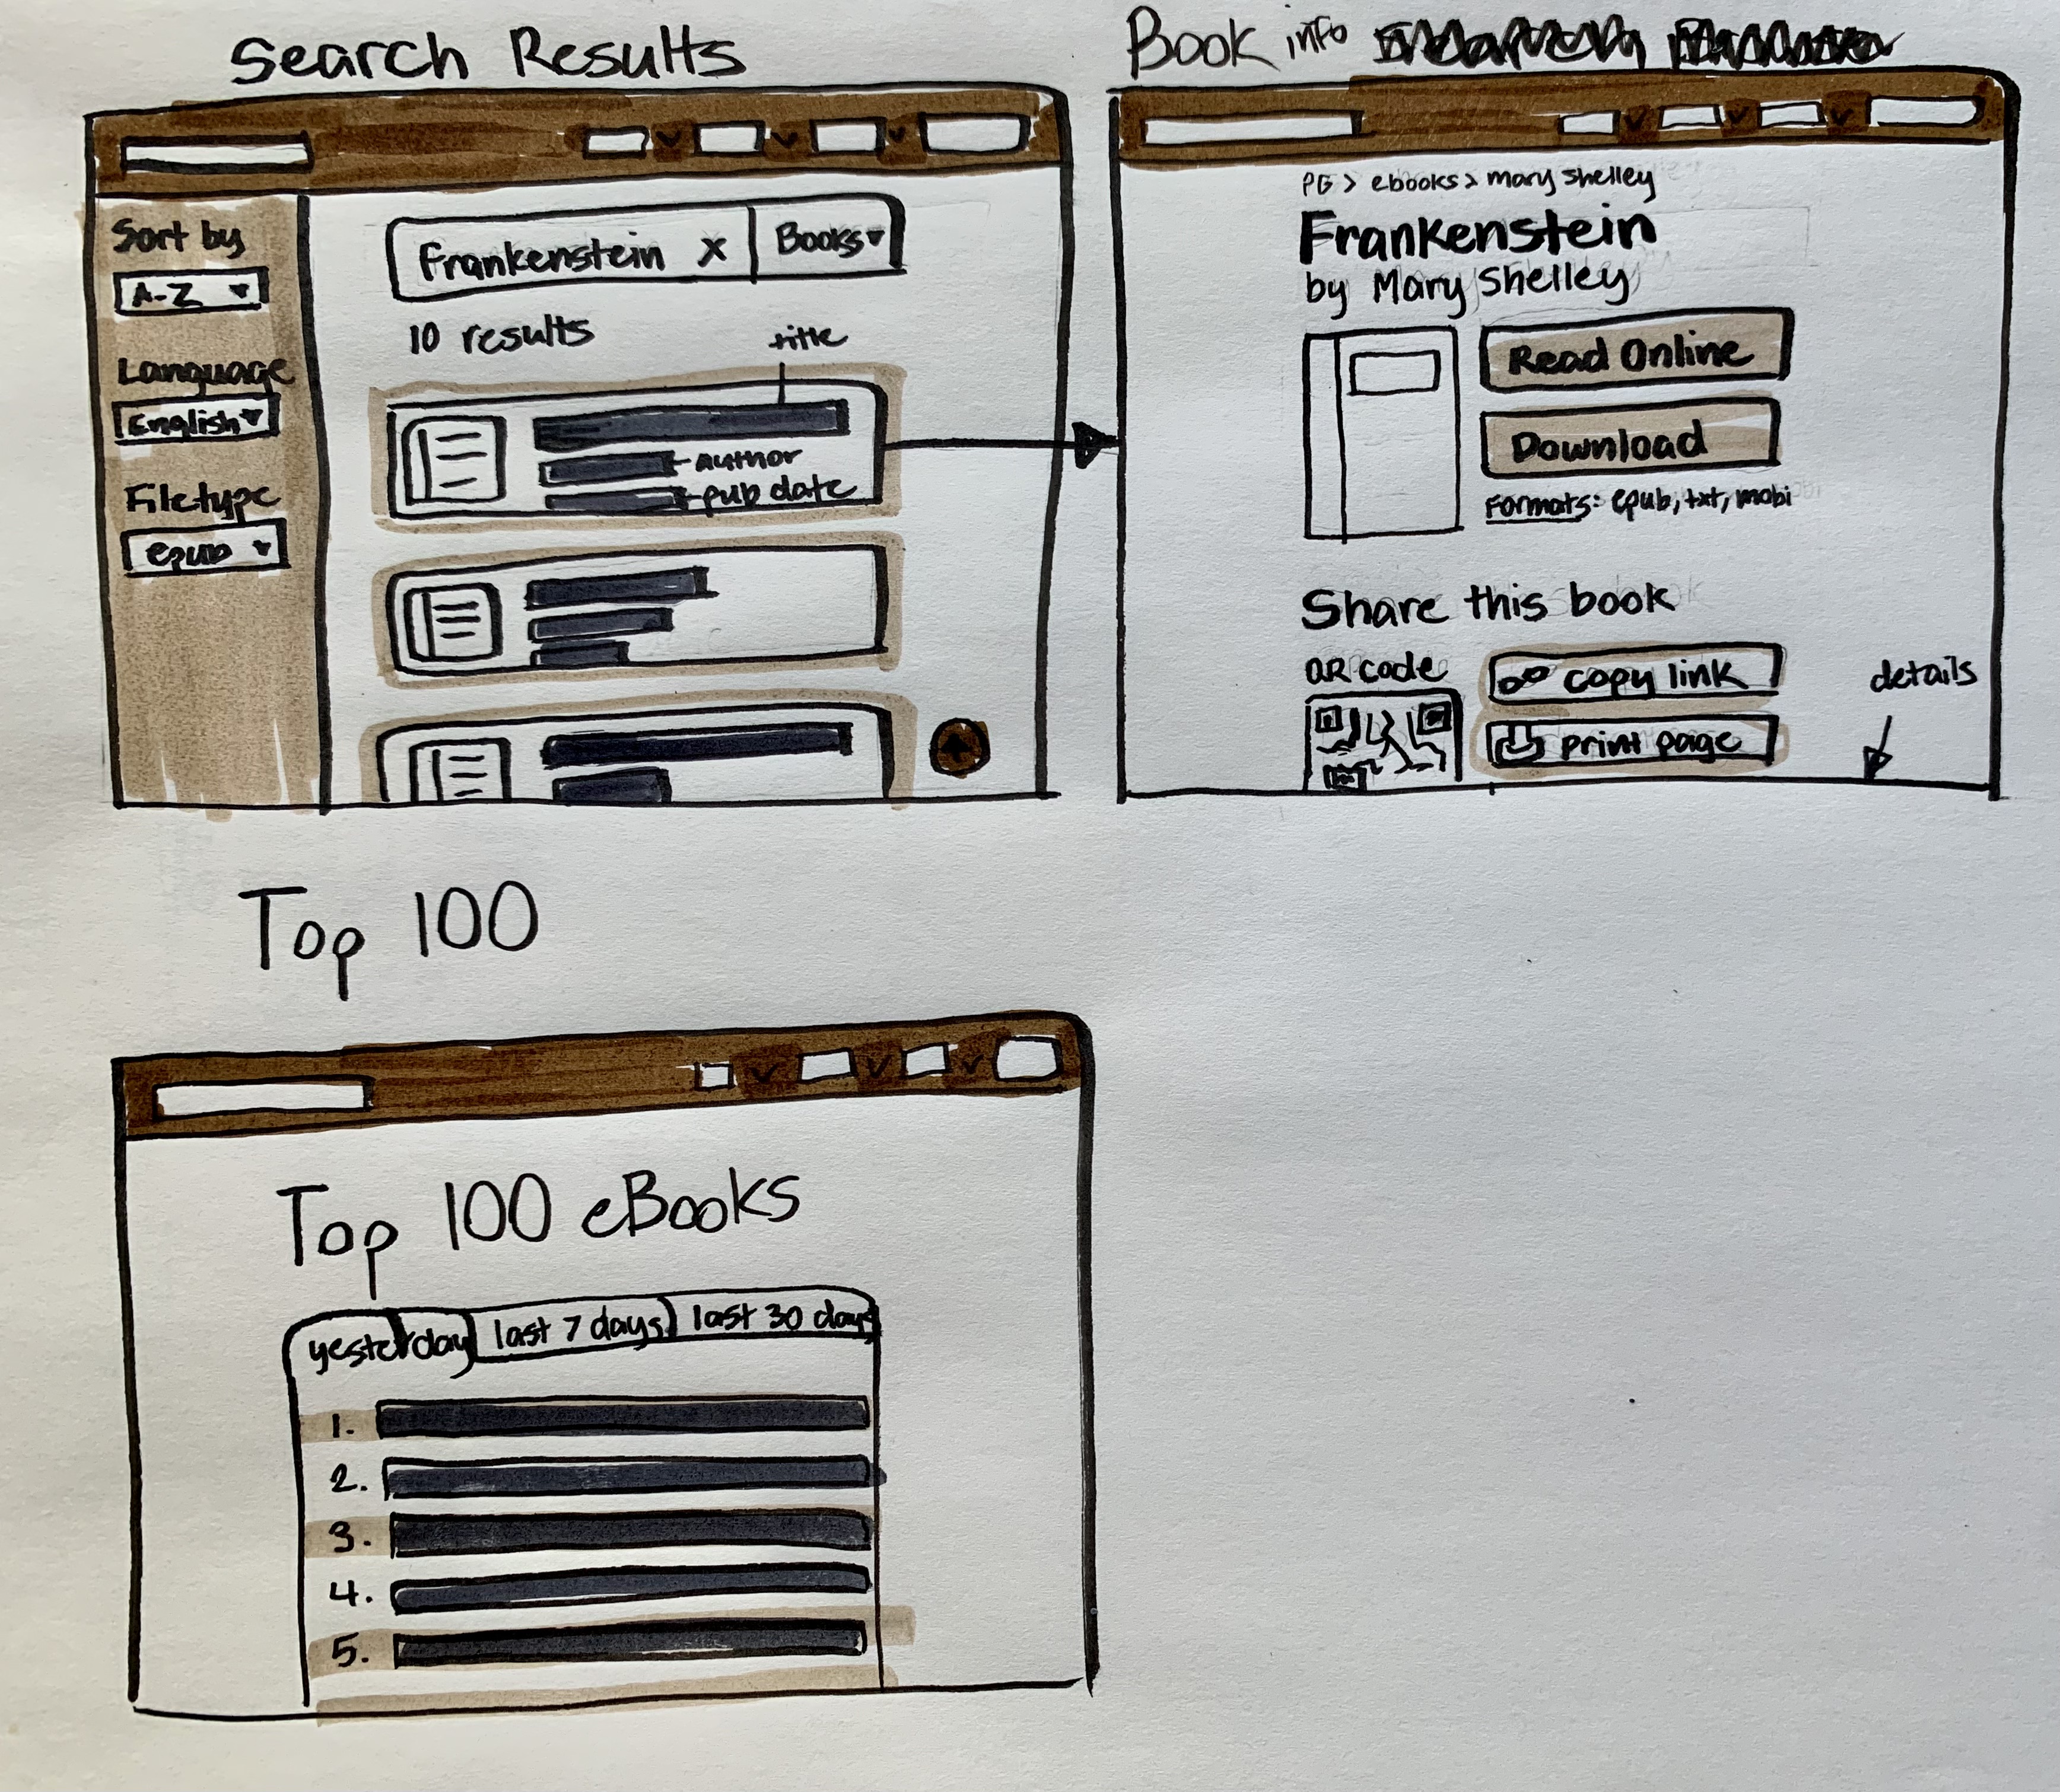 Search Results
Sort by
A-Z
Language
English
Filetype
epub
Frankenstein X Books
10 results
title
author
pub date
Book info
PG > ebooks > mary shelley
Frankenstein
by Mary Shelley
Read Online
Download
Formats: epub, txt, mobi
Share this book
QR code
copy link
print page
details
Top 100
Top 100 eBooks
yesterday last 7 days last 30 days
1.
2.
3.
4.
5.